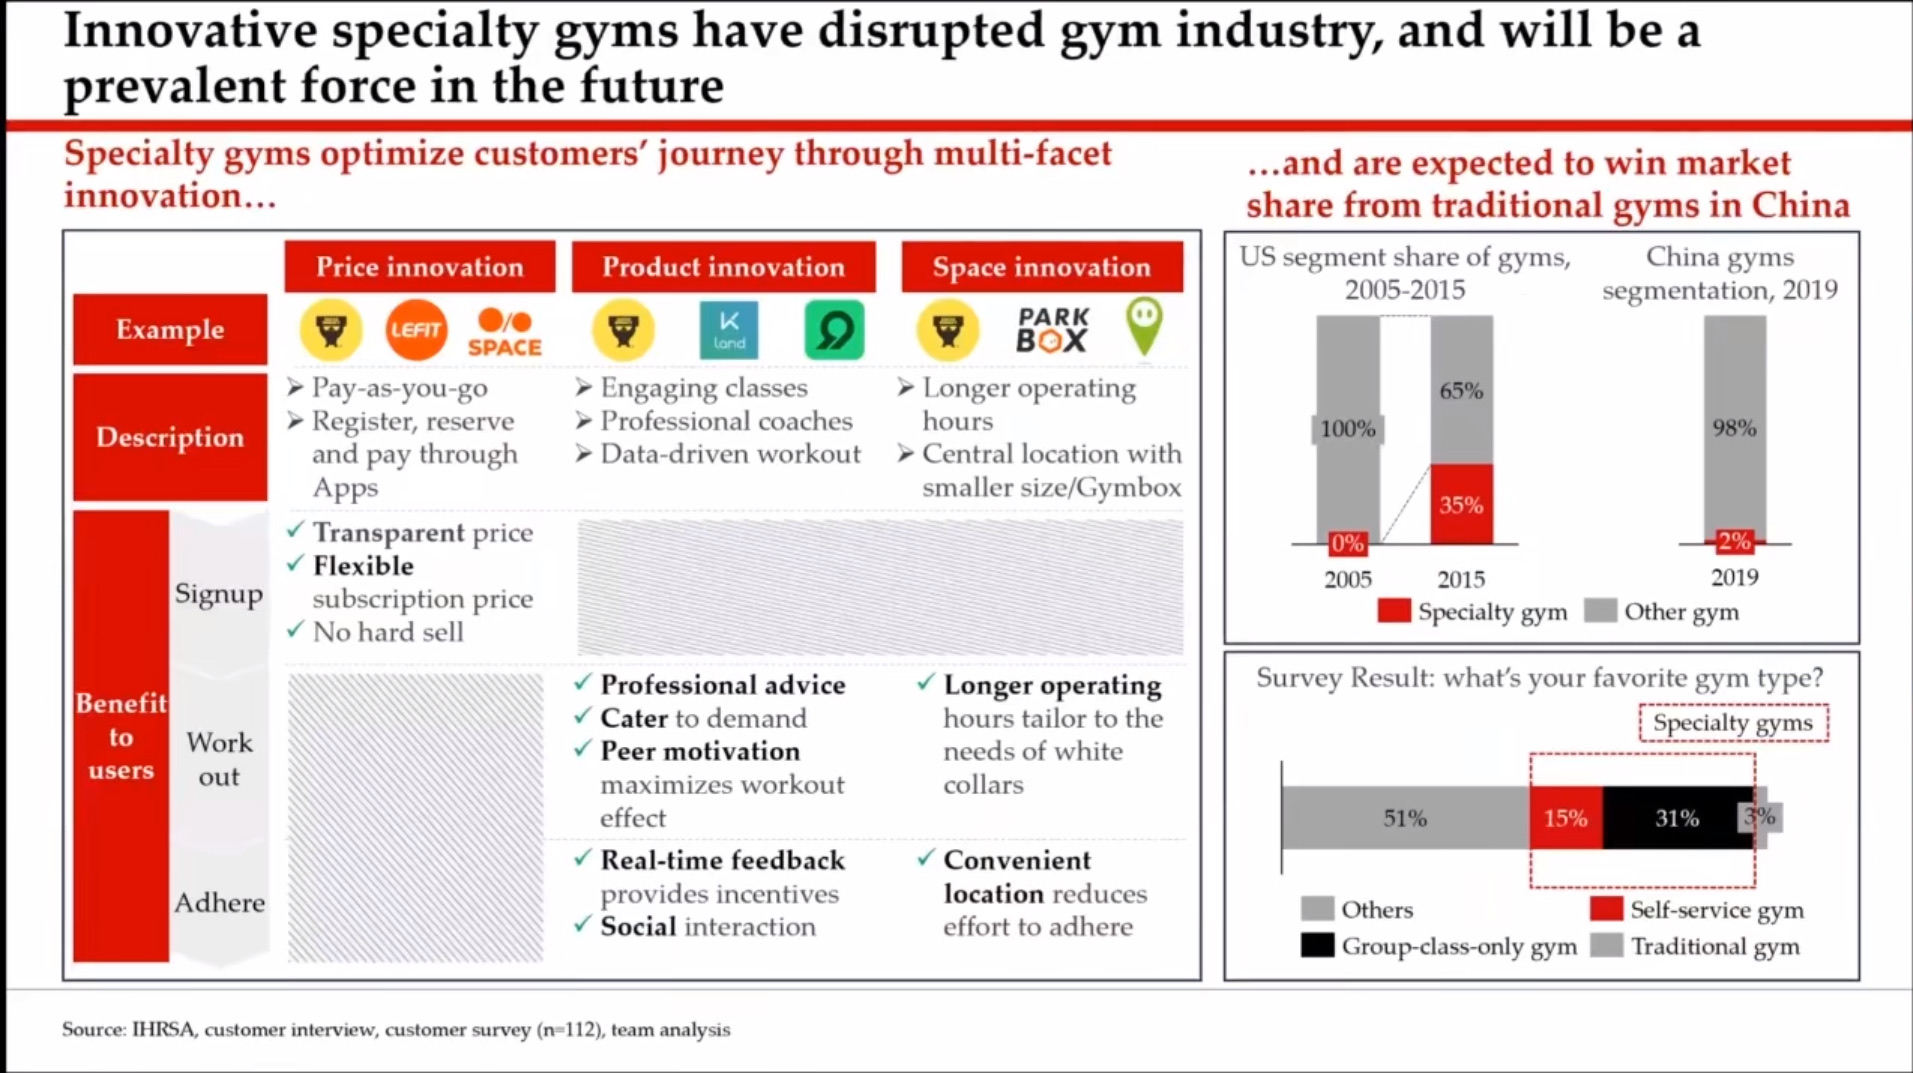 Innovative specialty gyms have disrupted gym industry, and will be a
prevalent force in the future
Specialty gyms optimize customers’ journey through multi-facet
innovation…
Price innovation
Product innovation
Space innovation
Example
LEFIT
SPACE
K
land
PARK
BOX
Description
➢ Pay-as-you-go
➢ Register, reserve
and pay through
Apps
➢ Engaging classes
➢ Professional coaches
➢ Data-driven workout
➢ Longer operating
hours
➢ Central location with
smaller size/Gymbox
Benefit
to
users
Signup
✓ Transparent price
✓ Flexible
subscription price
✓ No hard sell
Work
out
✓ Professional advice
✓ Cater to demand
✓ Peer motivation
maximizes workout
effect
✓ Longer operating
hours tailor to the
needs of white
collars
Adhere
✓ Real-time feedback
provides incentives
✓ Social interaction
✓ Convenient
location reduces
effort to adhere
…and are expected to win market
share from traditional gyms in China
US segment share of gyms,
2005-2015
100%
0%
2005
65%
35%
2015
China gyms
segmentation, 2019
98%
2%
2019
Specialty gym
Other gym
Survey Result: what’s your favorite gym type?
Specialty gyms
51%
15%
31%
3%
Others
Self-service gym
Group-class-only gym
Traditional gym
Source: IHRSA, customer interview, customer survey (n=112), team analysis